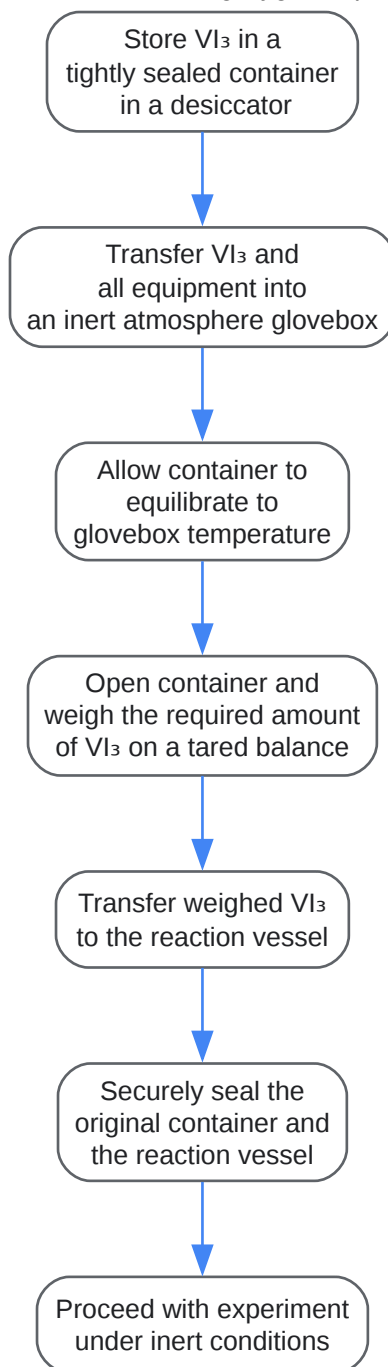 Store VI₃ in a
tightly sealed container
in a desiccator
Transfer VI₃ and
all equipment into
an inert atmosphere glovebox
Allow container to
equilibrate to
glovebox temperature
Open container and
weigh the required amount
of VI₃ on a tared balance
Transfer weighed VI₃
to the reaction vessel
Securely seal the
original container and
the reaction vessel
Proceed with experiment
under inert conditions